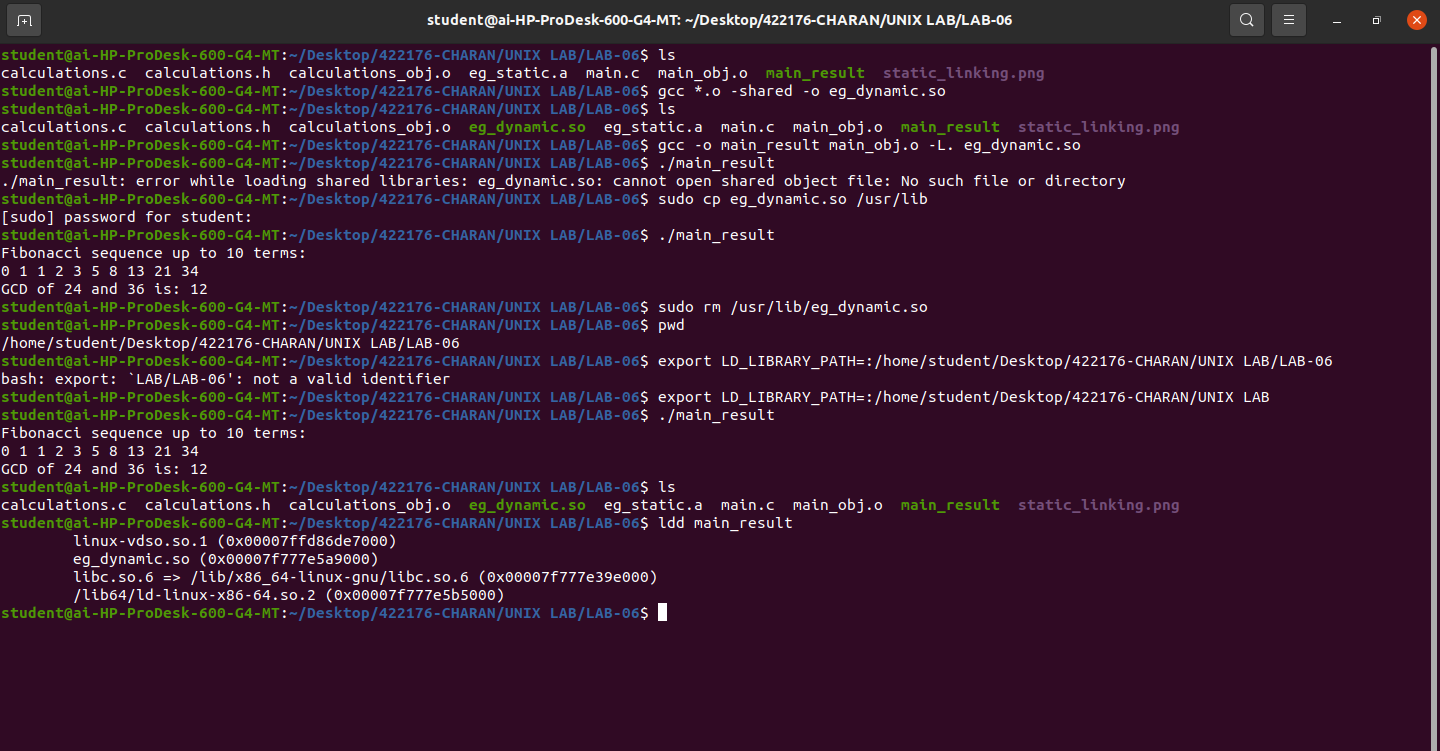 student@ai-HP-ProDesk-600-G4-MT: ~/Desktop/422176-CHARAN/UNIX LAB/LAB-06
student@ai-HP-ProDesk-600-G4-MT:~/Desktop/422176-CHARAN/UNIX LAB/LAB-06$ ls
calculations.c  calculations.h  calculations_obj.o  eg_static.a  main.c  main_obj.o  main_result  static_linking.png
student@ai-HP-ProDesk-600-G4-MT:~/Desktop/422176-CHARAN/UNIX LAB/LAB-06$ gcc *.o -shared -o eg_dynamic.so
student@ai-HP-ProDesk-600-G4-MT:~/Desktop/422176-CHARAN/UNIX LAB/LAB-06$ ls
calculations.c  calculations.h  calculations_obj.o  eg_dynamic.so  eg_static.a  main.c  main_obj.o  main_result  static_linking.png
student@ai-HP-ProDesk-600-G4-MT:~/Desktop/422176-CHARAN/UNIX LAB/LAB-06$ gcc -o main_result main_obj.o -L. eg_dynamic.so
student@ai-HP-ProDesk-600-G4-MT:~/Desktop/422176-CHARAN/UNIX LAB/LAB-06$ ./main_result
./main_result: error while loading shared libraries: eg_dynamic.so: cannot open shared object file: No such file or directory
student@ai-HP-ProDesk-600-G4-MT:~/Desktop/422176-CHARAN/UNIX LAB/LAB-06$ sudo cp eg_dynamic.so /usr/lib
[sudo] password for student:
student@ai-HP-ProDesk-600-G4-MT:~/Desktop/422176-CHARAN/UNIX LAB/LAB-06$ ./main_result
Fibonacci sequence up to 10 terms:
0 1 1 2 3 5 8 13 21 34
GCD of 24 and 36 is: 12
student@ai-HP-ProDesk-600-G4-MT:~/Desktop/422176-CHARAN/UNIX LAB/LAB-06$ sudo rm /usr/lib/eg_dynamic.so
student@ai-HP-ProDesk-600-G4-MT:~/Desktop/422176-CHARAN/UNIX LAB/LAB-06$ pwd
/home/student/Desktop/422176-CHARAN/UNIX LAB/LAB-06
student@ai-HP-ProDesk-600-G4-MT:~/Desktop/422176-CHARAN/UNIX LAB/LAB-06$ export LD_LIBRARY_PATH=:/home/student/Desktop/422176-CHARAN/UNIX LAB/LAB-06
bash: export: `LAB/LAB-06': not a valid identifier
student@ai-HP-ProDesk-600-G4-MT:~/Desktop/422176-CHARAN/UNIX LAB/LAB-06$ export LD_LIBRARY_PATH=:/home/student/Desktop/422176-CHARAN/UNIX LAB
student@ai-HP-ProDesk-600-G4-MT:~/Desktop/422176-CHARAN/UNIX LAB/LAB-06$ ./main_result
Fibonacci sequence up to 10 terms:
0 1 1 2 3 5 8 13 21 34
GCD of 24 and 36 is: 12
student@ai-HP-ProDesk-600-G4-MT:~/Desktop/422176-CHARAN/UNIX LAB/LAB-06$ ls
calculations.c  calculations.h  calculations_obj.o  eg_dynamic.so  eg_static.a  main.c  main_obj.o  main_result  static_linking.png
student@ai-HP-ProDesk-600-G4-MT:~/Desktop/422176-CHARAN/UNIX LAB/LAB-06$ ldd main_result
        linux-vdso.so.1 (0x00007ffd86de7000)
        eg_dynamic.so (0x00007f777e5a9000)
        libc.so.6 => /lib/x86_64-linux-gnu/libc.so.6 (0x00007f777e39e000)
        /lib64/ld-linux-x86-64.so.2 (0x00007f777e5b5000)
student@ai-HP-ProDesk-600-G4-MT:~/Desktop/422176-CHARAN/UNIX LAB/LAB-06$